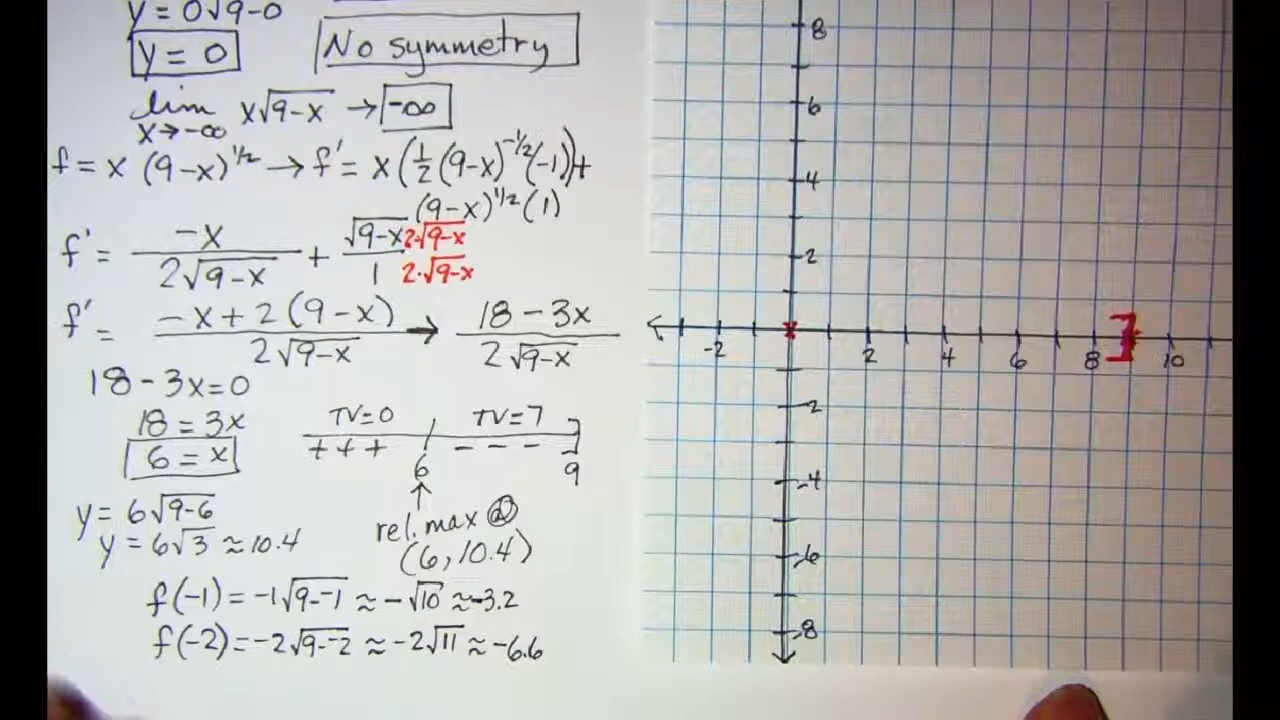 y = 0√9-0
y = 0
No symmetry
lim x→-∞ x√9-x → -∞
f = x (9-x)^1/2 → f' = x (1/2 (9-x)^-1/2 (-1)) +
(9-x)^1/2 (1)
f' = -x / 2√9-x + √9-x / 1 2·√9-x / 2·√9-x
f' = -x + 2(9-x) / 2√9-x → 18-3x / 2√9-x
18 - 3x = 0
18 = 3x
6 = x
TV=0 TV=7
+ + + - - -
6 9
rel. max @
(6, 10.4)
y = 6√9-6
y = 6√3 ≈ 10.4
f(-1) = -1√9--1 ≈ -√10 ≈ -3.2
f(-2) = -2√9--2 ≈ -2√11 ≈ -6.6
8
6
4
2
-2 2 4 6 8 10
-2
-4
-6
-8